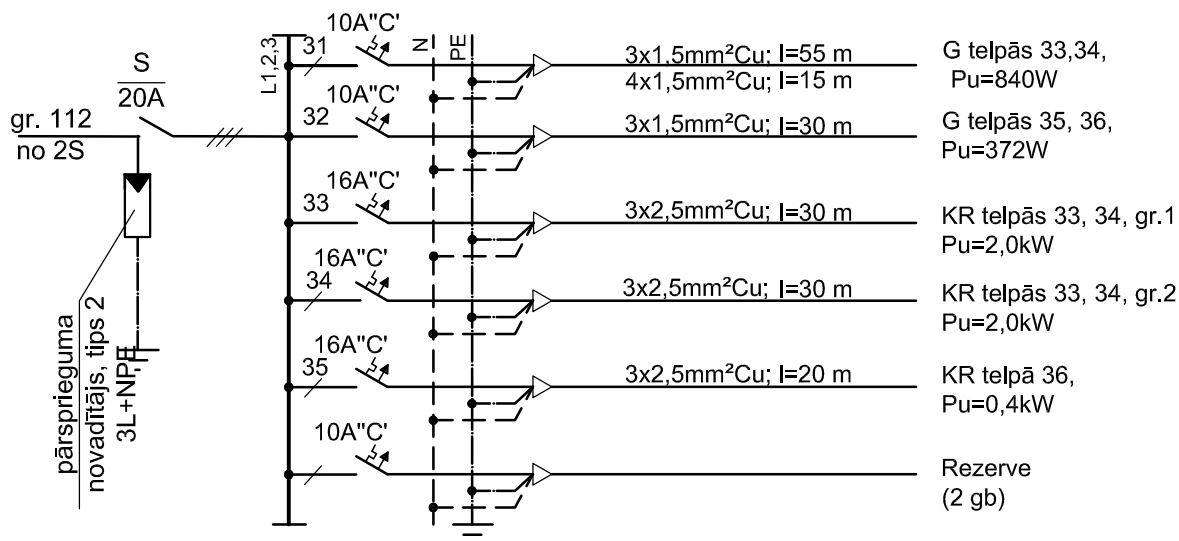 S
20A
gr. 112
no 2S
pārsprieguma
novadītājs, tips 2
3L+NPE
L1,2,3
N
PE
31
10A"C'
3x1,5mm²Cu; l=55 m
4x1,5mm²Cu; l=15 m
G telpās 33,34,
Pu=840W
32
10A"C'
3x1,5mm²Cu; l=30 m
G telpās 35, 36,
Pu=372W
33
16A"C'
3x2,5mm²Cu; l=30 m
KR telpās 33, 34, gr.1
Pu=2,0kW
34
16A"C'
3x2,5mm²Cu; l=30 m
KR telpās 33, 34, gr.2
Pu=2,0kW
35
16A"C'
3x2,5mm²Cu; l=20 m
KR telpā 36,
Pu=0,4kW
10A"C'
Rezerve
(2 gb)